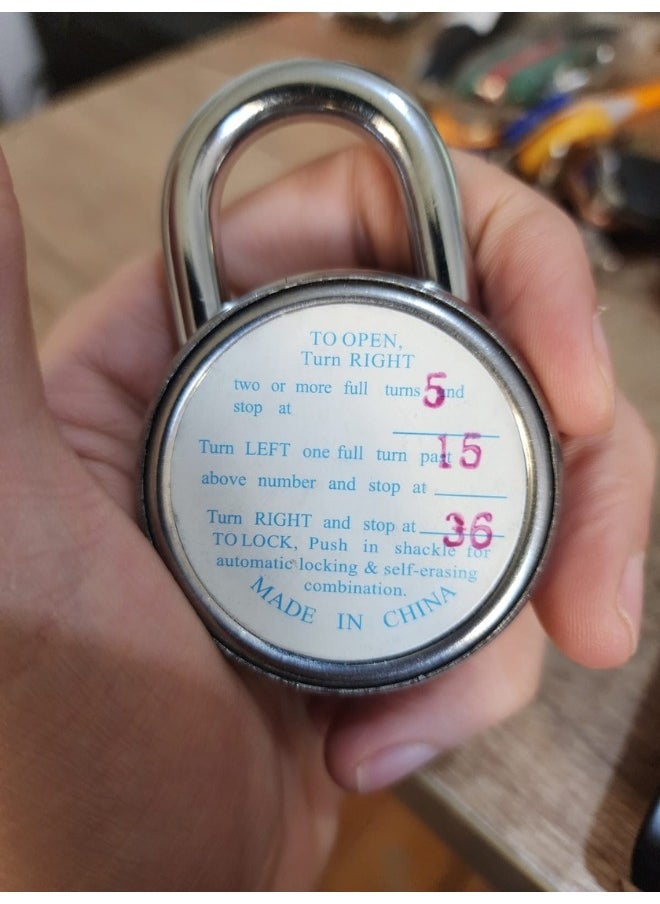 TO OPEN,
Turn RIGHT
two or more full turns 5 and
stop at
Turn LEFT one full turn past 15
above number and stop at
Turn RIGHT and stop at 36
TO LOCK, Push in shackle for
automatic locking & self-erasing
combination.
MADE IN CHINA